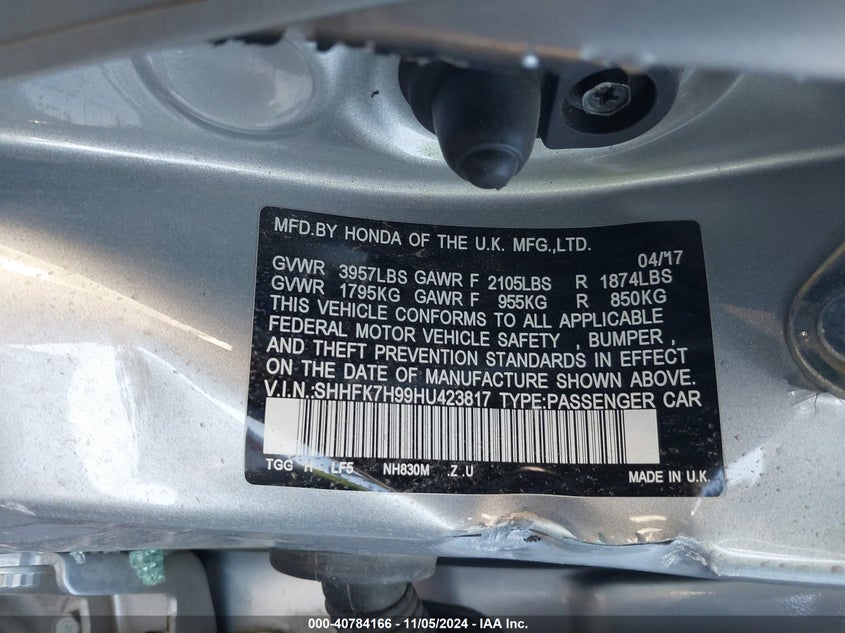 MFD.BY HONDA OF THE U.K. MFG.,LTD.
04/17
GVWR 3957LBS GAWR F 2105LBS R 1874LBS
GVWR 1795KG GAWR F 955KG R 850KG
THIS VEHICLE CONFORMS TO ALL APPLICABLE
FEDERAL MOTOR VEHICLE SAFETY , BUMPER ,
AND THEFT PREVENTION STANDARDS IN EFFECT
ON THE DATE OF MANUFACTURE SHOWN ABOVE.
V.I.N.:SHHFK7H99HU423817 TYPE:PASSENGER CAR
TGG H LF5 NH830M .Z .U
MADE IN U.K.
000-40784166 - 11/05/2024 - IAA Inc.